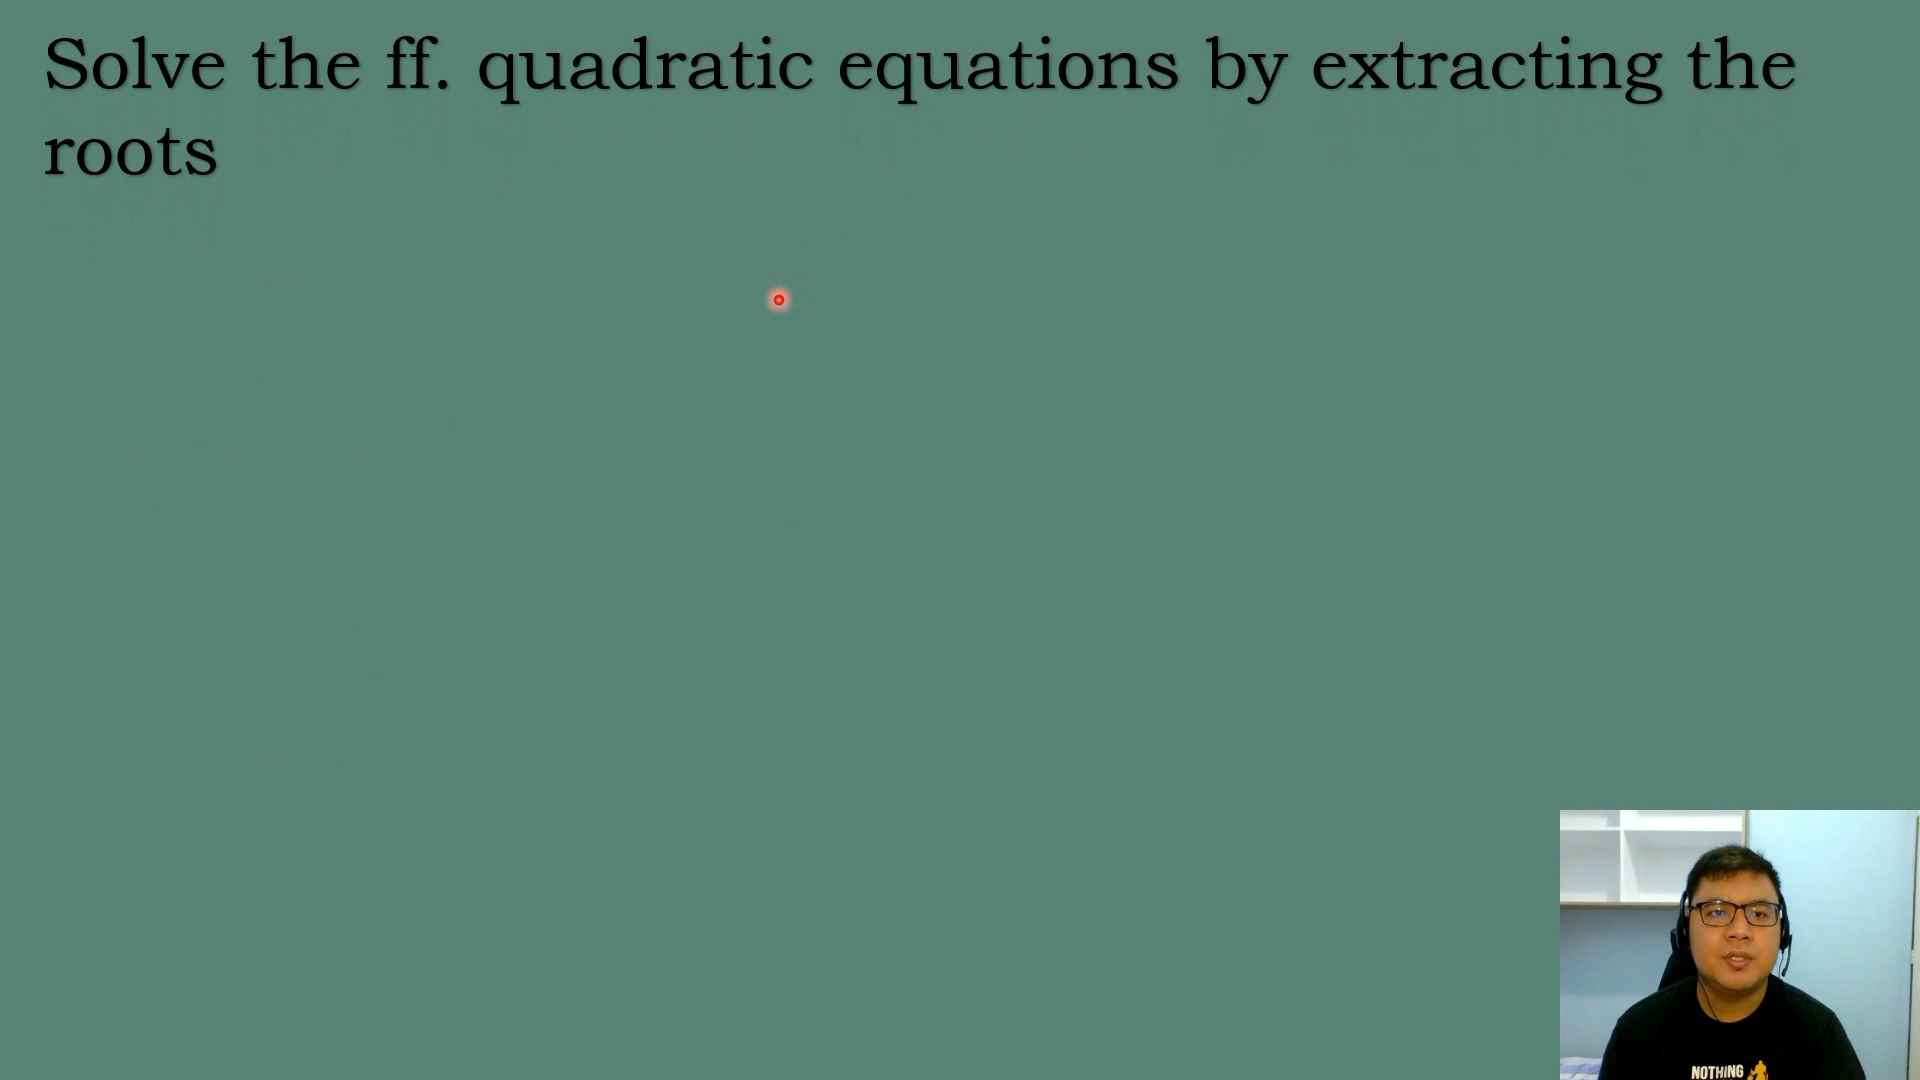 Solve the ff. quadratic equations by extracting the
roots
NOTHING